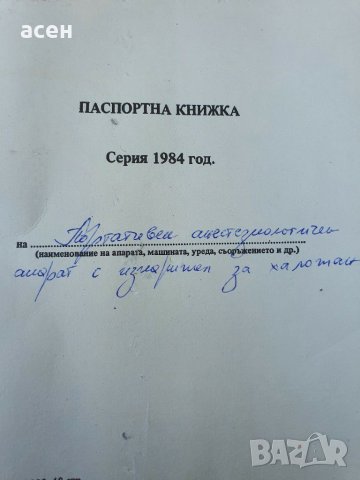 асен
ПАСПОРТНА КНИЖКА
Серия 1984 год.
на Портативен анестезиологичен
(наименование на апарата, машината, уреда, съоръжението и др.)
апарат с изпарител за халотан
BAZAR